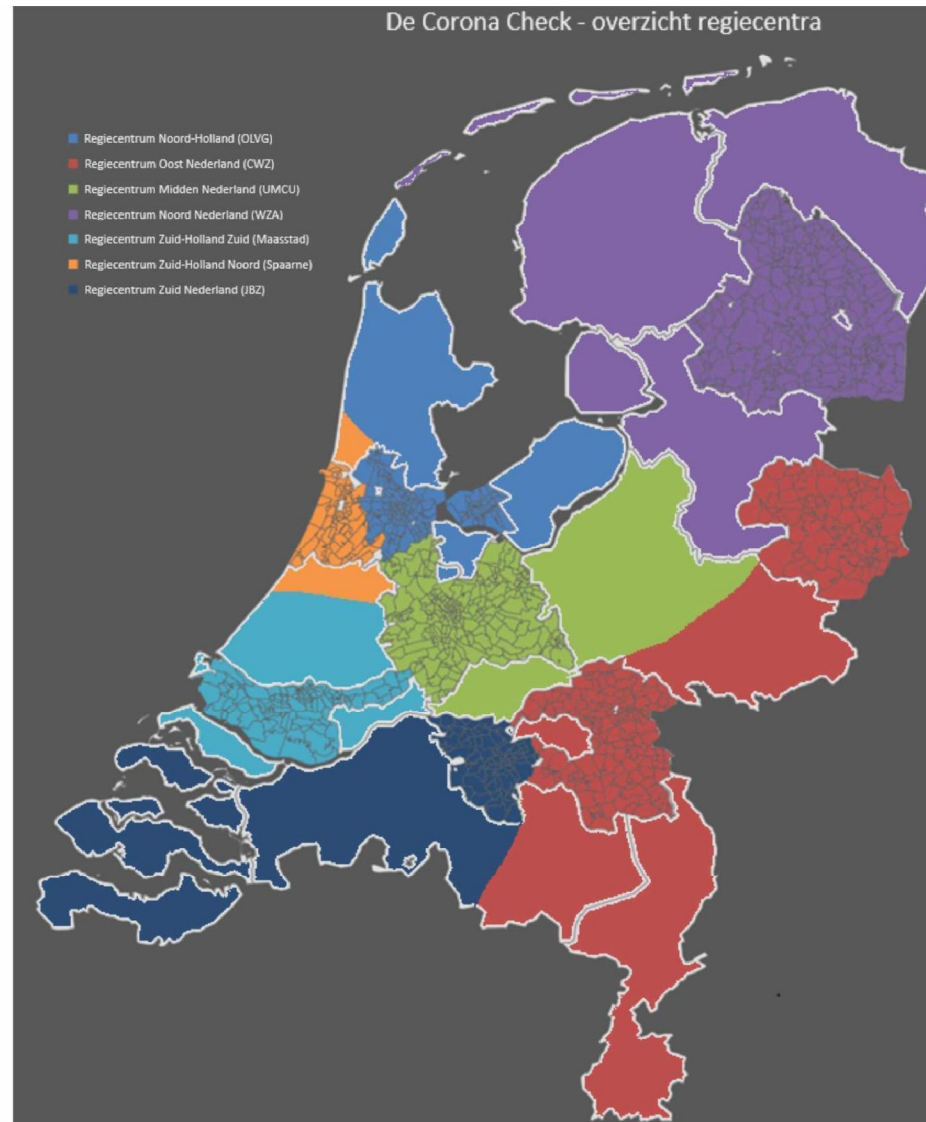 De Corona Check - overzicht regiecentra
Regiecentrum Noord-Holland (OLVG)
Regiecentrum Oost Nederland (CWZ)
Regiecentrum Midden Nederland (UMCU)
Regiecentrum Noord Nederland (WZA)
Regiecentrum Zuid-Holland Zuid (Maasstad)
Regiecentrum Zuid-Holland Noord (Spaarne)
Regiecentrum Zuid Nederland (JBZ)